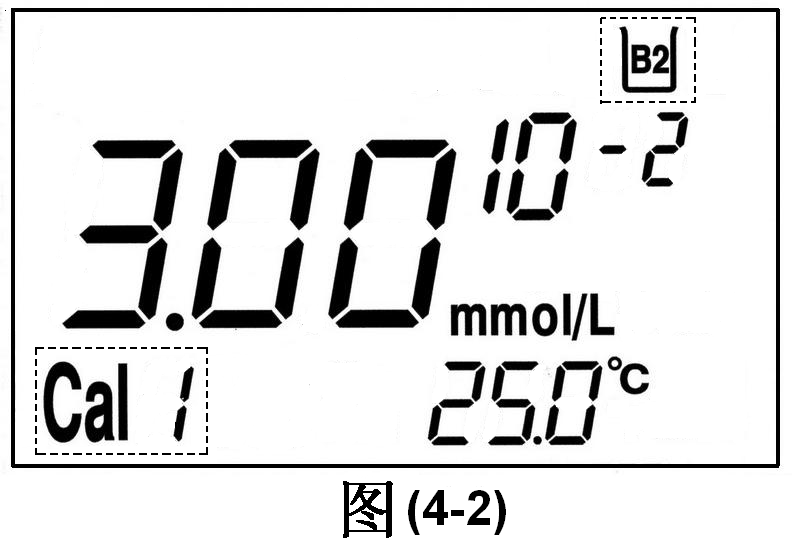 B2
3.00 10-2
mmol/L
Cal 1 25.0℃
图 (4-2)